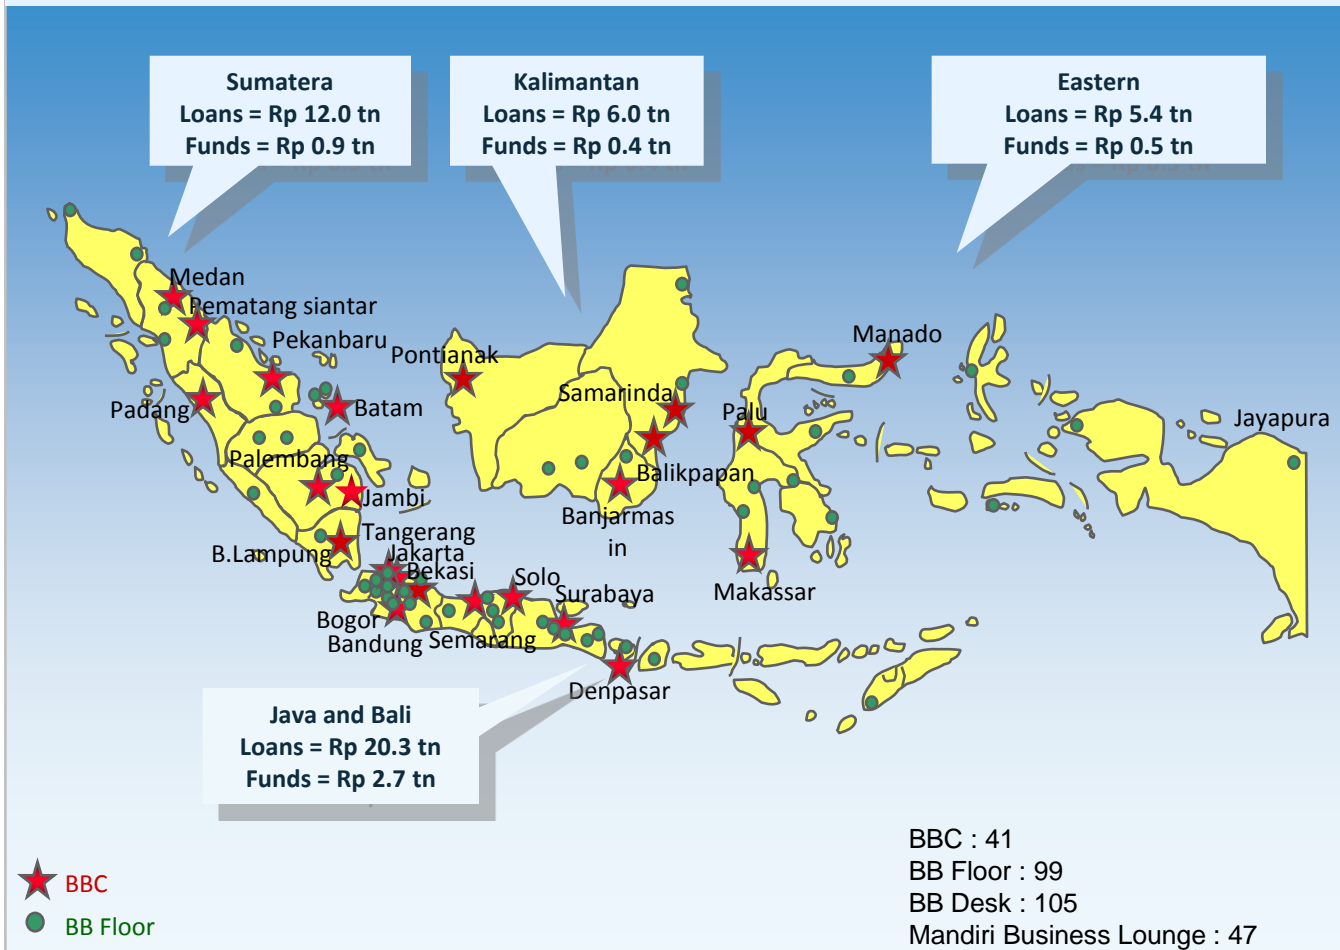 Sumatera
Loans = Rp 12.0 tn
Funds = Rp 0.9 tn
Kalimantan
Loans = Rp 6.0 tn
Funds = Rp 0.4 tn
Eastern
Loans = Rp 5.4 tn
Funds = Rp 0.5 tn
Medan
Pematang siantar
Pekanbaru
Padang
Batam
Palembang
Jambi
B.Lampung
Tangerang
Jakarta
Bekasi
Bogor
Bandung
Semarang
Solo
Surabaya
Denpasar
Pontianak
Samarinda
Balikpapan
Banjarmas
in
Manado
Palu
Makassar
Jayapura
Java and Bali
Loans = Rp 20.3 tn
Funds = Rp 2.7 tn
BBC
BB Floor
BBC : 41
BB Floor : 99
BB Desk : 105
Mandiri Business Lounge : 47